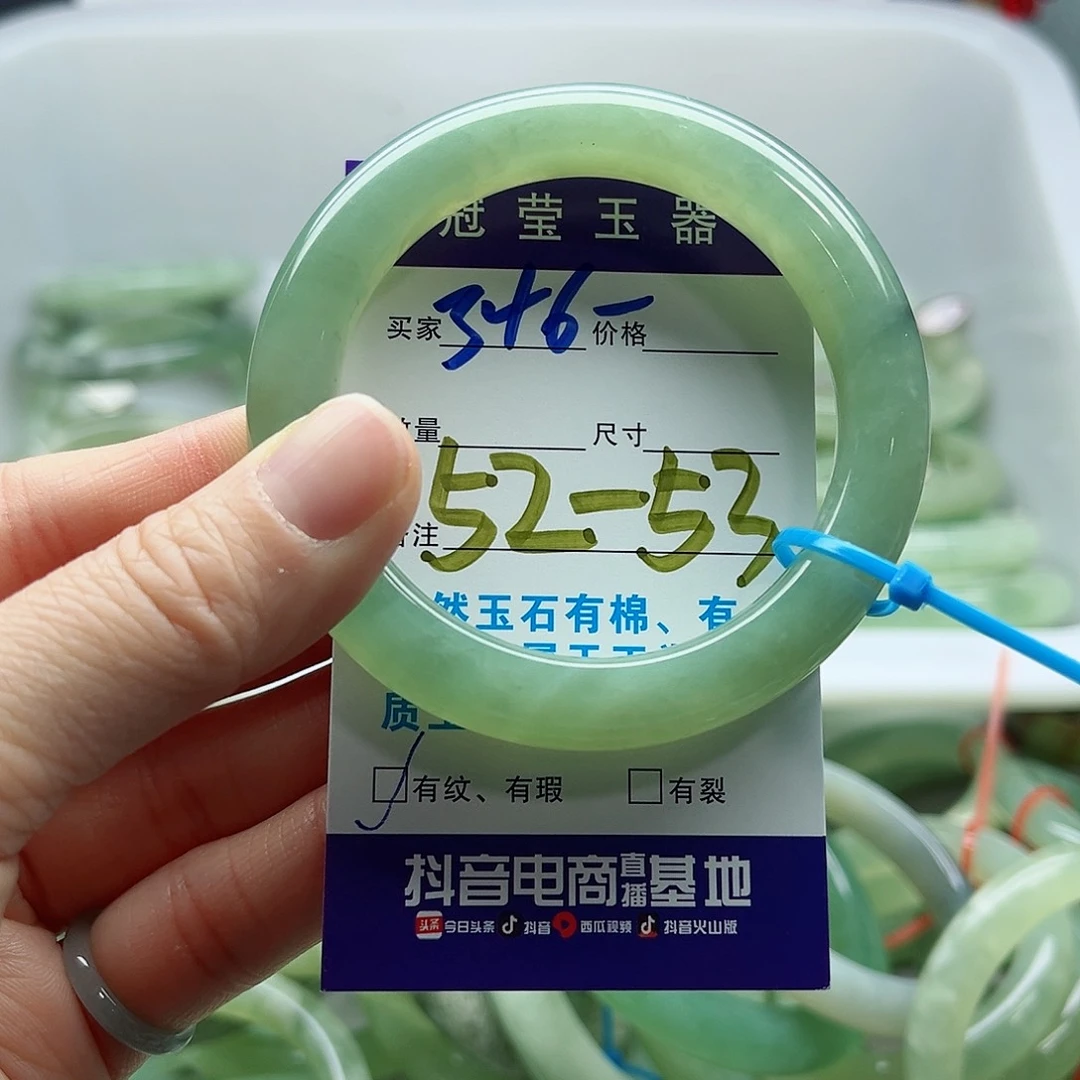 冠莹玉器
买家 346- 价格
量 尺寸
52-53
注
然玉石有棉、有
质
有纹、有瑕 有裂
抖音电商直播基地
头条 今日头条 抖音 西瓜视频 抖音火山版